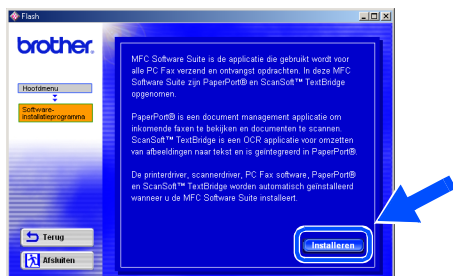 Flash
brother.
Hoofdmenu
Software-
installatieprogramma
MFC Software Suite is de applicatie die gebruikt wordt voor
alle PC Fax verzend en ontvangst opdrachten. In deze MFC
Software Suite zijn PaperPort® en ScanSoft™ TextBridge
opgenomen.
PaperPort® is een document management applicatie om
inkomende faxen te bekijken en documenten te scannen.
ScanSoft™ TextBridge is een OCR applicatie voor omzetten
van afbeeldingen naar tekst en is geïntegreerd in PaperPort®.
De printerdriver, scannerdriver, PC Fax software, PaperPort®
en ScanSoft™ TextBridge worden automatisch geïnstalleerd
wanneer u de MFC Software Suite installeert.
Terug
Afsluiten
Installeren